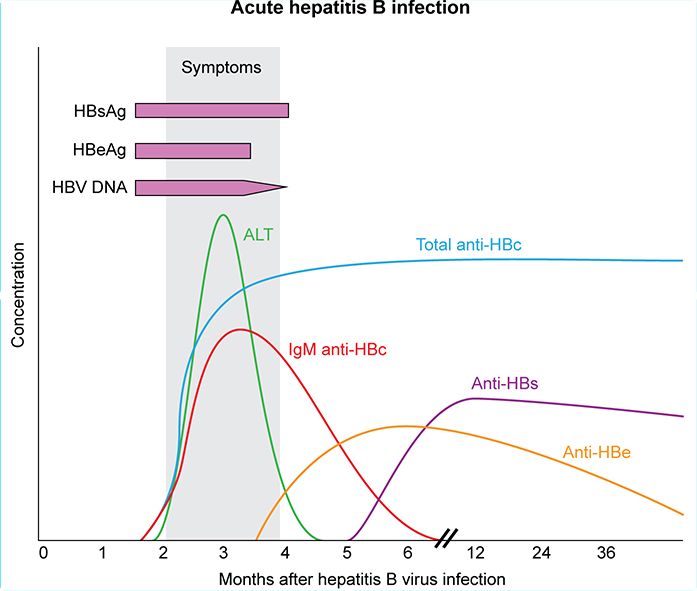 Acute hepatitis B infection
Symptoms
HBsAg
HBeAg
HBV DNA
ALT
Total anti-HBc
IgM anti-HBc
Anti-HBs
Anti-HBe
Concentration
0 1 2 3 4 5 6 12 24 36
Months after hepatitis B virus infection